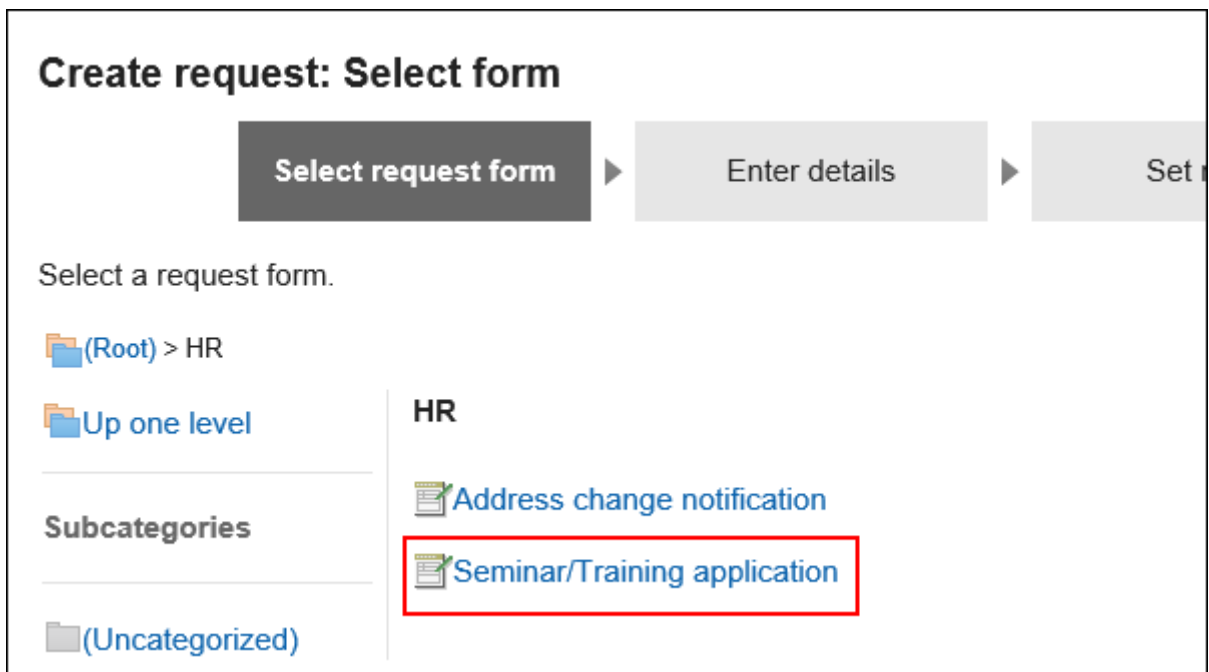 Create request: Select form
Select request form
Enter details
Set
Select a request form.
(Root) > HR
Up one level
Subcategories
(Uncategorized)
HR
Address change notification
Seminar/Training application